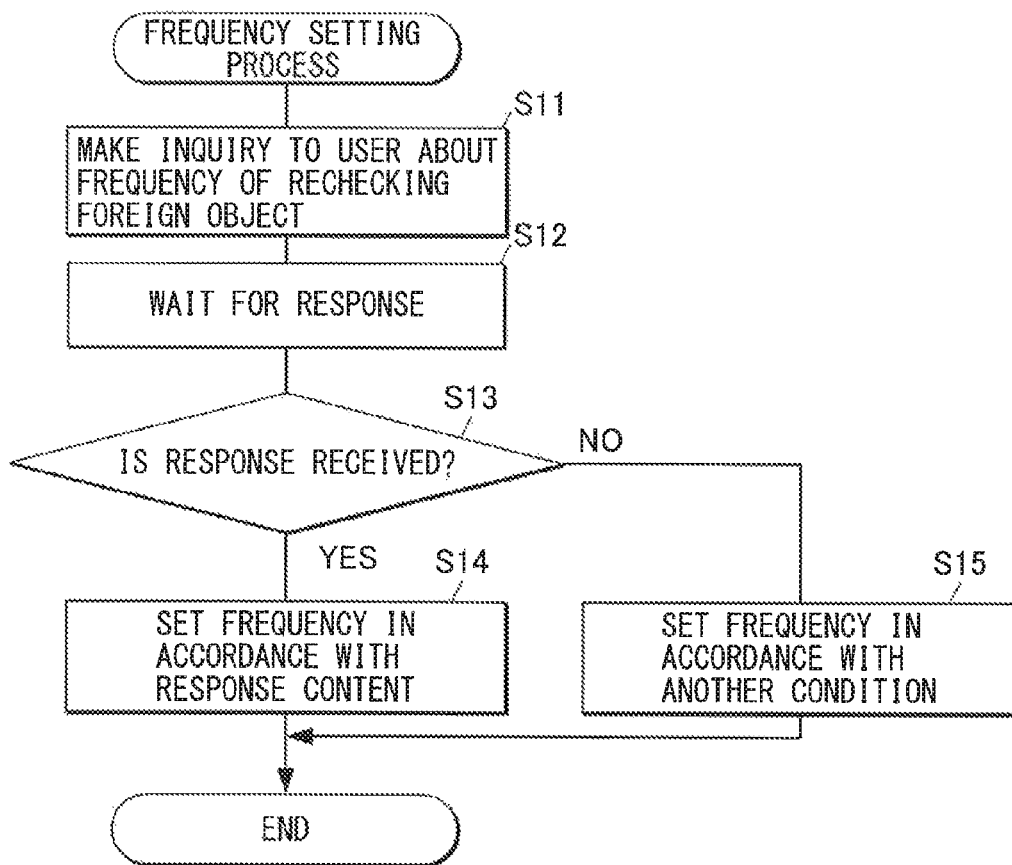 FREQUENCY SETTING
PROCESS
S11
MAKE INQUIRY TO USER ABOUT
FREQUENCY OF RECHECKING
FOREIGN OBJECT
S12
WAIT FOR RESPONSE
S13
IS RESPONSE RECEIVED?
NO
YES
S14
SET FREQUENCY IN
ACCORDANCE WITH
RESPONSE CONTENT
S15
SET FREQUENCY IN
ACCORDANCE WITH
ANOTHER CONDITION
END